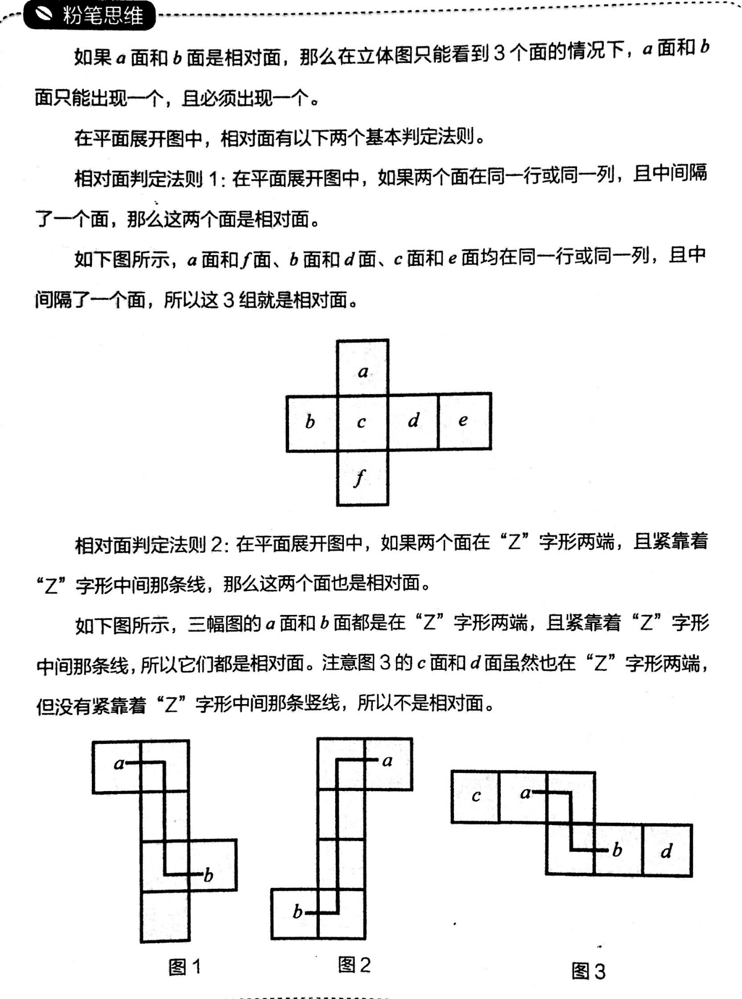 粉笔思维
如果 a 面和 b 面是相对面，那么在立体图只能看到 3 个面的情况下，a 面和 b
面只能出现一个，且必须出现一个。
在平面展开图中，相对面有以下两个基本判定法则。
相对面判定法则 1：在平面展开图中，如果两个面在同一行或同一列，且中间隔
了一个面，那么这两个面是相对面。
如下图所示，a 面和 f 面、b 面和 d 面、c 面和 e 面均在同一行或同一列，且中
间隔了一个面，所以这 3 组就是相对面。
a
b c d e
f
相对面判定法则 2：在平面展开图中，如果两个面在“Z”字形两端，且紧靠着
“Z”字形中间那条线，那么这两个面也是相对面。
如下图所示，三幅图的 a 面和 b 面都是在“Z”字形两端，且紧靠着“Z”字形
中间那条线，所以它们都是相对面。注意图 3 的 c 面和 d 面虽然也在“Z”字形两端，
但没有紧靠着“Z”字形中间那条竖线，所以不是相对面。
a
b
图 1
a
b
图 2
c a
b d
图 3